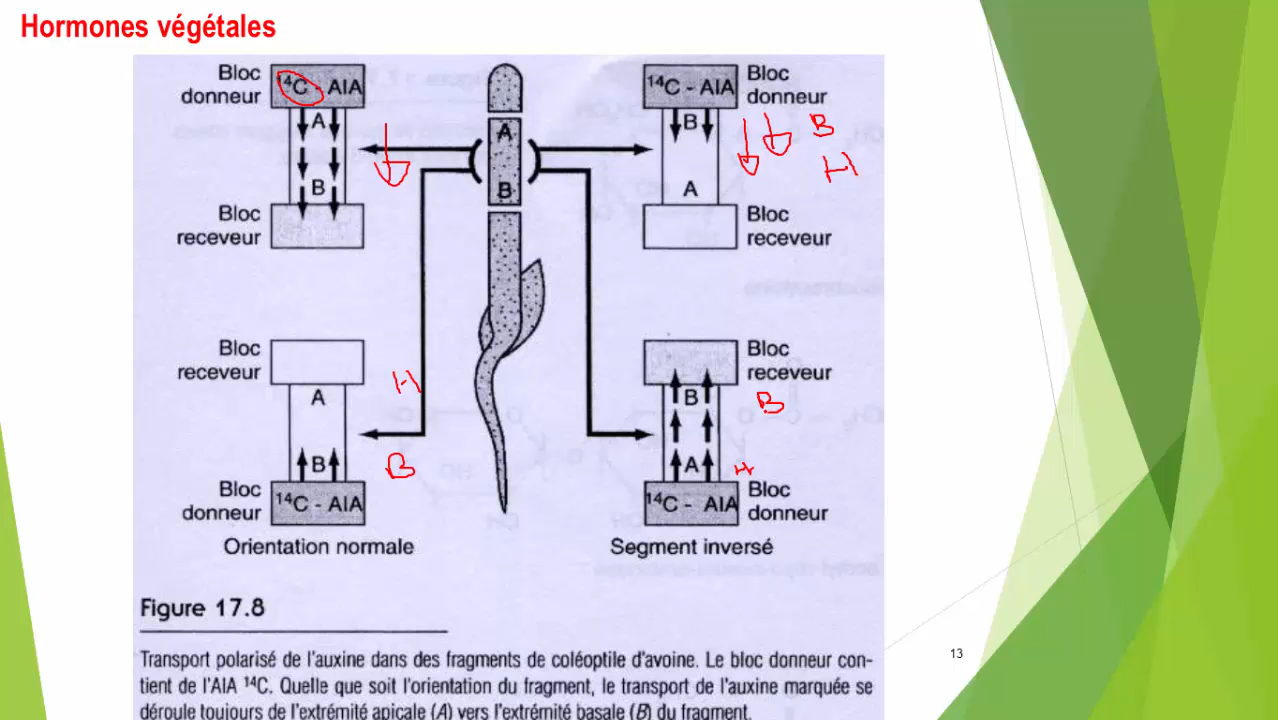 Hormones végétales
Bloc donneur
¹⁴C - AIA
A
B
Bloc receveur
A
B
¹⁴C - AIA
Bloc donneur
B
A
Bloc receveur
B
H
Bloc receveur
A
B
Bloc donneur
¹⁴C - AIA
H
B
Bloc receveur
B
A
¹⁴C - AIA
Bloc donneur
B
H
Orientation normale
Segment inversé
Figure 17.8
Transport polarisé de l'auxine dans des fragments de coléoptile d'avoine. Le bloc donneur con-
tient de l'AIA ¹⁴C. Quelle que soit l'orientation du fragment, le transport de l'auxine marquée se
déroule toujours de l'extrémité apicale (A) vers l'extrémité basale (B) du fragment.
13